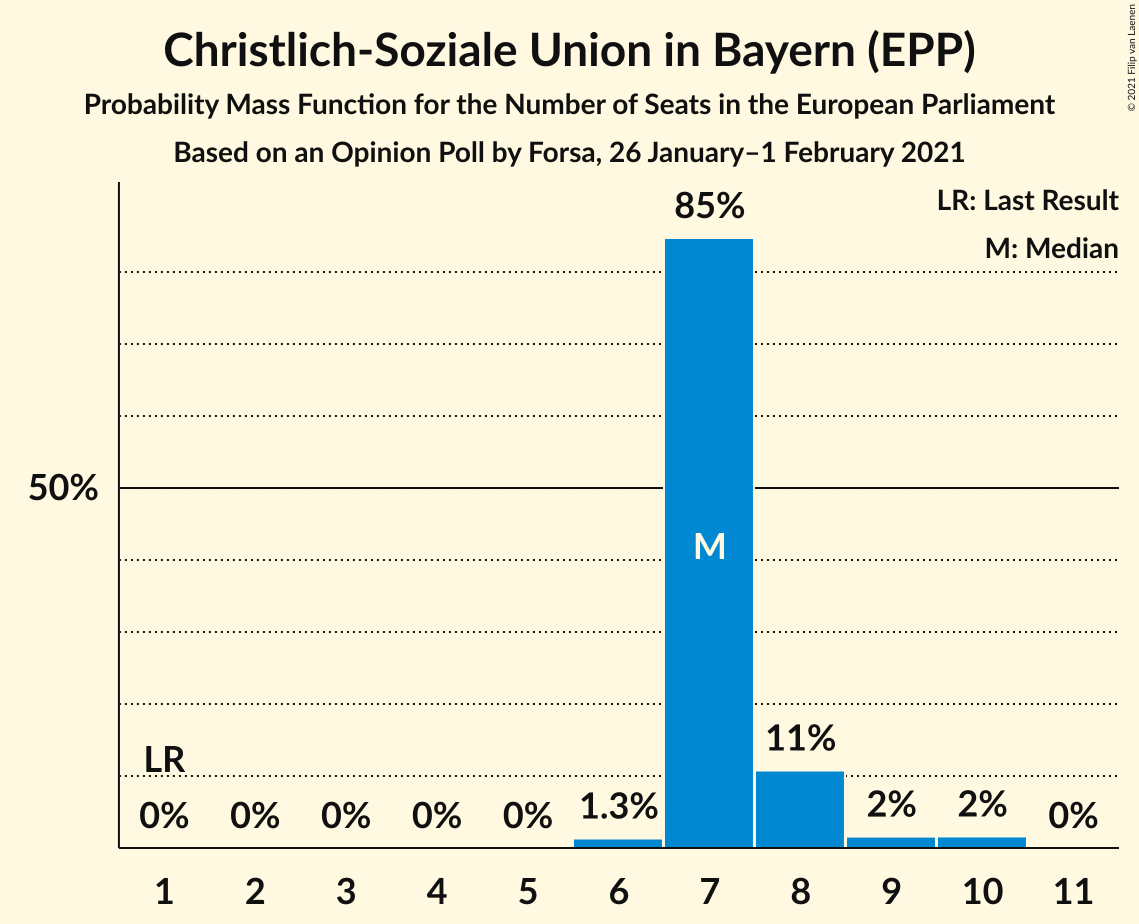 Christlich-Soziale Union in Bayern (EPP)
Probability Mass Function for the Number of Seats in the European Parliament
Based on an Opinion Poll by Forsa, 26 January–1 February 2021
© 2021 Filip van Laenen
LR: Last Result
M: Median
85%
50%
M
11%
LR
0% 0% 0% 0% 0% 1.3% 2% 2% 0%
1 2 3 4 5 6 7 8 9 10 11